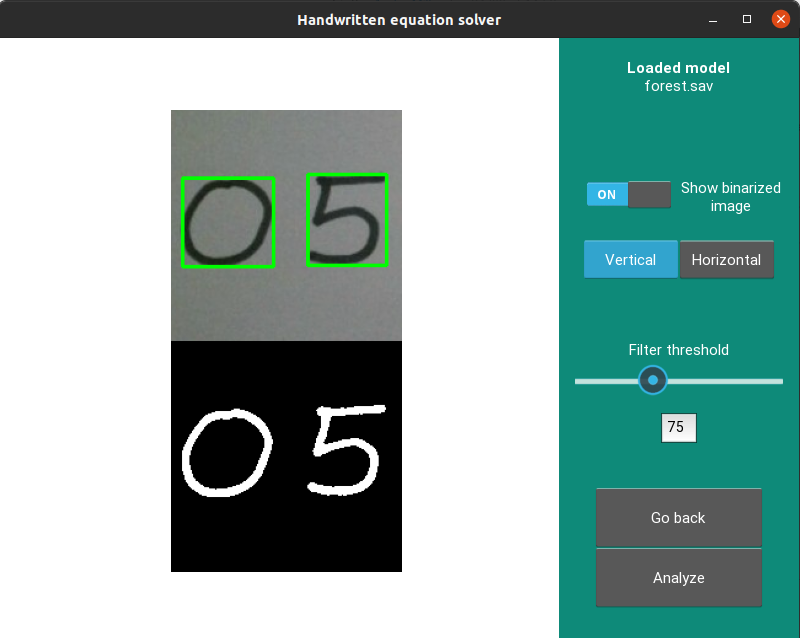 Handwritten equation solver
Loaded model
forest.sav
05
ON
Show binarized
image
Vertical Horizontal
Filter threshold
75
05
Go back
Analyze